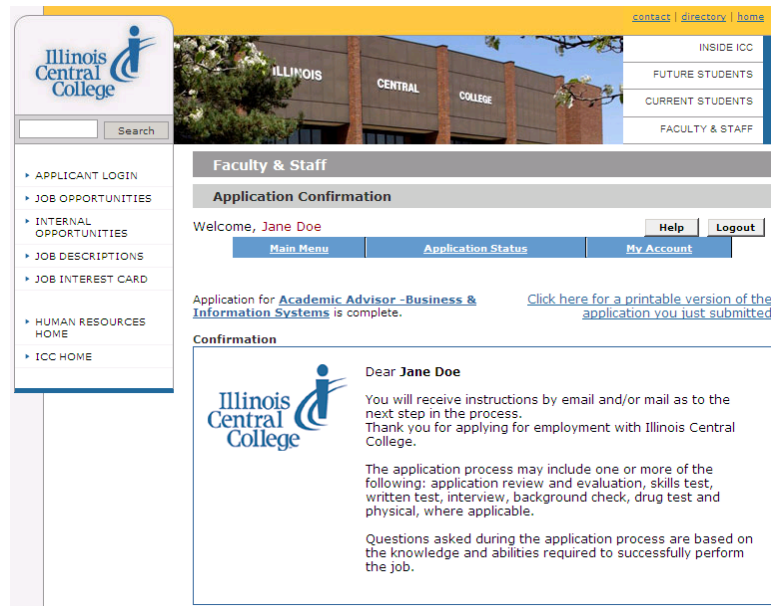 contact | directory | home
Illinois
Central
College
ILLINOIS
CENTRAL
COLLEGE
INSIDE ICC
FUTURE STUDENTS
CURRENT STUDENTS
FACULTY & STAFF
Search
APPLICANT LOGIN
JOB OPPORTUNITIES
INTERNAL
OPPORTUNITIES
JOB DESCRIPTIONS
JOB INTEREST CARD
HUMAN RESOURCES
HOME
ICC HOME
Faculty & Staff
Application Confirmation
Welcome, Jane Doe
Help
Logout
Main Menu
Application Status
My Account
Application for Academic Advisor -Business &
Information Systems is complete.
Click here for a printable version of the
application you just submitted
Confirmation
Illinois
Central
College
Dear Jane Doe
You will receive instructions by email and/or mail as to the
next step in the process.
Thank you for applying for employment with Illinois Central
College.
The application process may include one or more of the
following: application review and evaluation, skills test,
written test, interview, background check, drug test and
physical, where applicable.
Questions asked during the application process are based on
the knowledge and abilities required to successfully perform
the job.